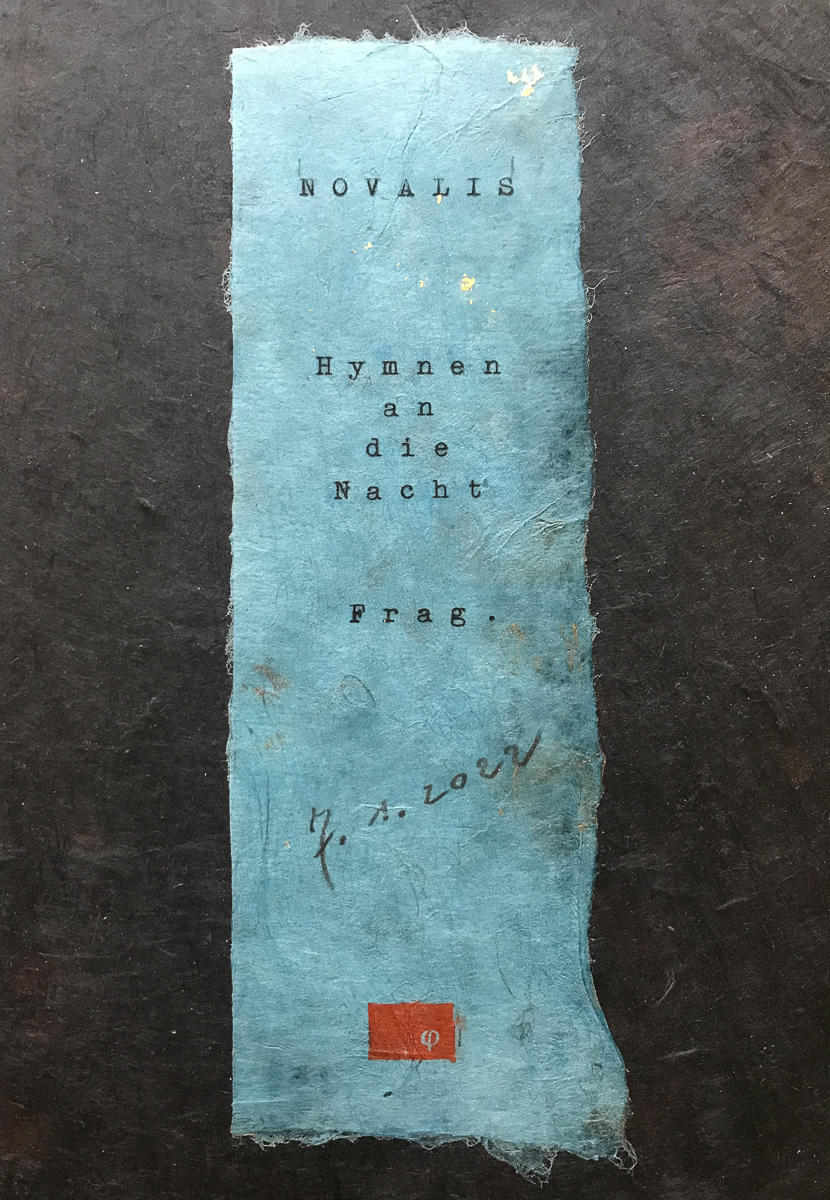 NOVALIS
Hymnen
an
die
Nacht
Frag.
7. 1. 2022
φ